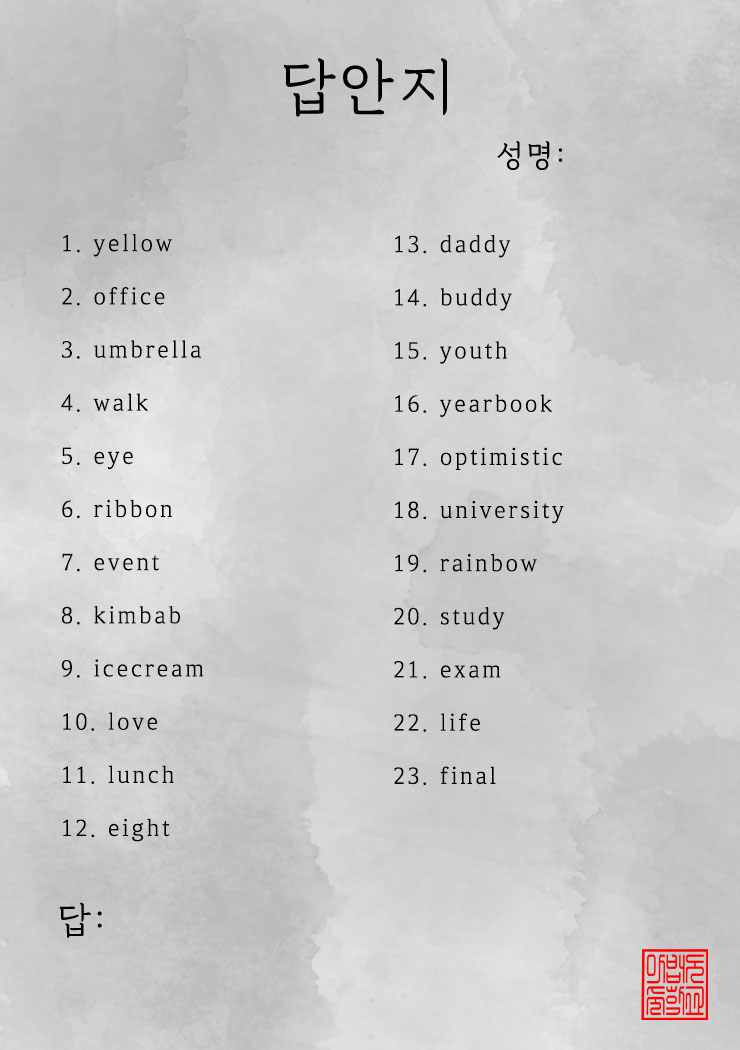 답안지
성명:
1. yellow
2. office
3. umbrella
4. walk
5. eye
6. ribbon
7. event
8. kimbab
9. icecream
10. love
11. lunch
12. eight
13. daddy
14. buddy
15. youth
16. yearbook
17. optimistic
18. university
19. rainbow
20. study
21. exam
22. life
23. final
답: